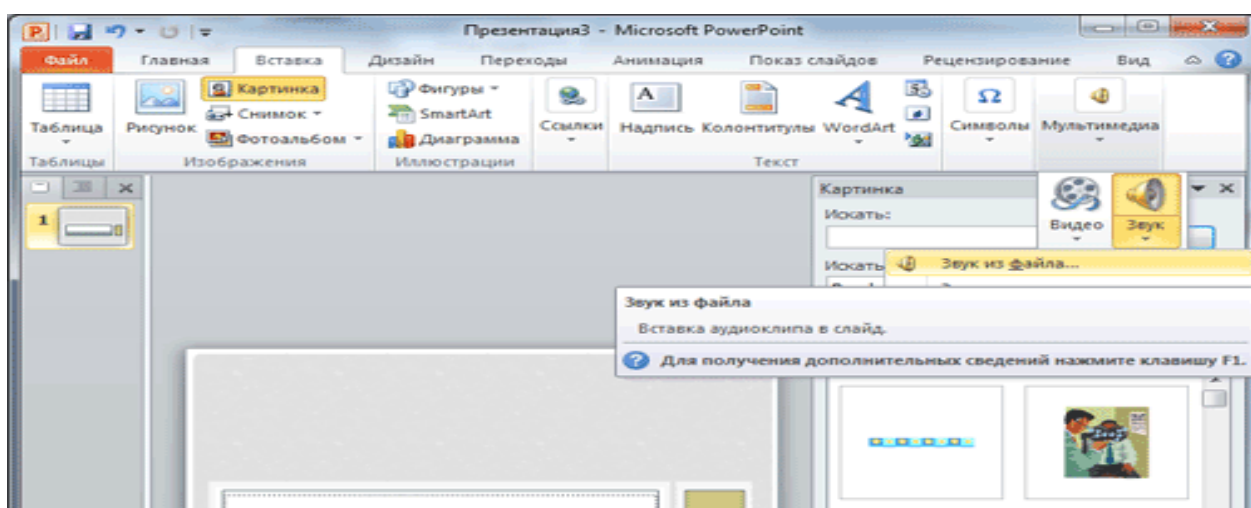 Презентация3 - Microsoft PowerPoint
Файл Главная Вставка Дизайн Переходы Анимация Показ слайдов Рецензирование Вид
Таблица
Таблицы
Рисунок
Картинка
Снимок
Фотоальбом
Изображения
Фигуры
SmartArt
Диаграмма
Иллюстрации
Ссылки
Надпись Колонтитулы WordArt
Текст
Символы
Мультимедиа
1
Картинка
Искать:
Видео Звук
Искать
Звук из файла...
Звук из файла
Вставка аудиоклипа в слайд.
Для получения дополнительных сведений нажмите клавишу F1.